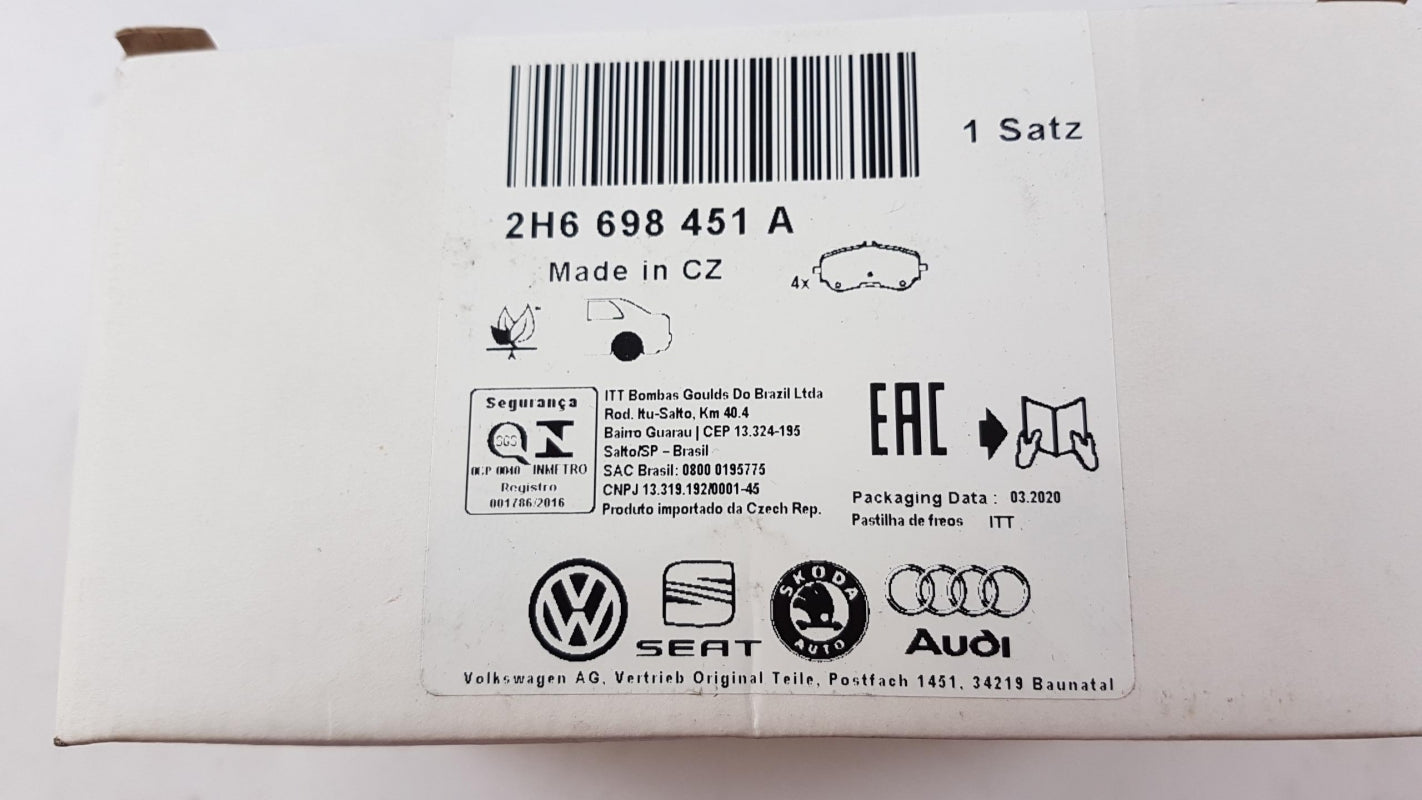 1 Satz
2H6 698 451 A
Made in CZ
4x
Segurança
SGS
OCP 0040 INMETRO
Registro
001786/2016
ITT Bombas Goulds Do Brazil Ltda
Rod. Itu-Salto, Km 40.4
Bairro Guarau | CEP 13.324-195
Salto/SP – Brasil
SAC Brasil: 0800 0195775
CNPJ 13.319.192/0001-45
Produto importado da Czech Rep.
EAC
Packaging Data : 03.2020
Pastilha de freos ITT
VW
SEAT
SKODA
AUTO
Audi
Volkswagen AG, Vertrieb Original Teile, Postfach 1451, 34219 Baunatal